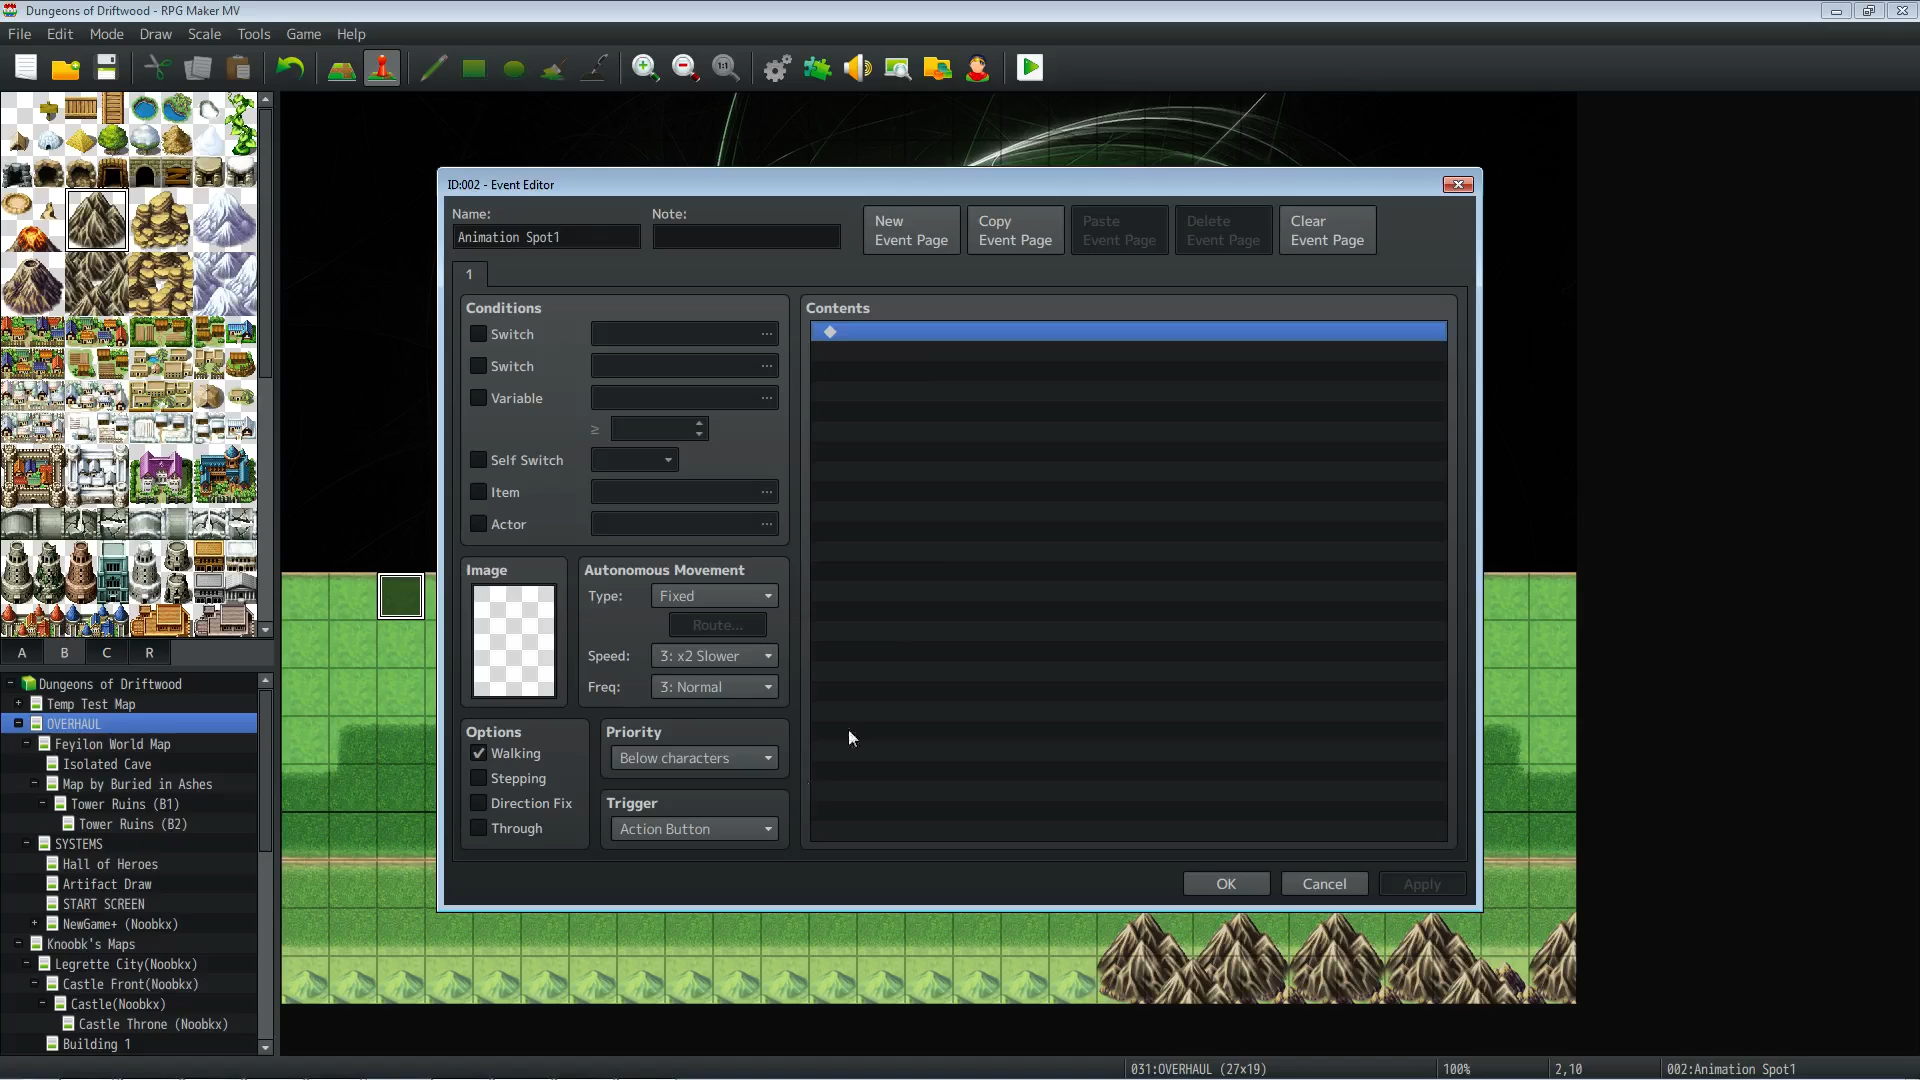 Dungeons of Driftwood - RPG Maker MV
File Edit Mode Draw Scale Tools Game Help
1:1
ID:002 - Event Editor
Name:
Note:
Animation Spot1
New Event Page
Copy Event Page
Paste Event Page
Delete Event Page
Clear Event Page
1
Conditions
Switch ...
Switch ...
Variable ...
≥
Self Switch
Item ...
Actor ...
Contents
Image
Autonomous Movement
Type: Fixed
Route...
Speed: 3: x2 Slower
Freq: 3: Normal
Options
Walking
Stepping
Direction Fix
Through
Priority
Below characters
Trigger
Action Button
OK
Cancel
Apply
A B C R
Dungeons of Driftwood
Temp Test Map
OVERHAUL
Feyilon World Map
Isolated Cave
Map by Buried in Ashes
Tower Ruins (B1)
Tower Ruins (B2)
SYSTEMS
Hall of Heroes
Artifact Draw
START SCREEN
NewGame+ (Noobkx)
Knoobk's Maps
Legrette City(Noobkx)
Castle Front(Noobkx)
Castle(Noobkx)
Castle Throne (Noobkx)
Building 1
031:OVERHAUL (27x19)
100%
2,10
002:Animation Spot1